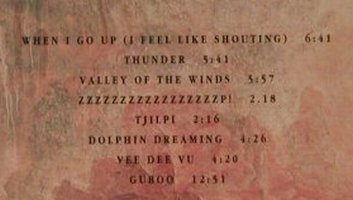 WHEN I GO UP (I FEEL LIKE SHOUTING) 6:41
THUNDER 5:41
VALLEY OF THE WINDS 5:57
ZZZZZZZZZZZZZZZZZP! 2.18
TJILPI 2:16
DOLPHIN DREAMING 4:26
VEE DEE VU 4:20
GUBOO 12:51